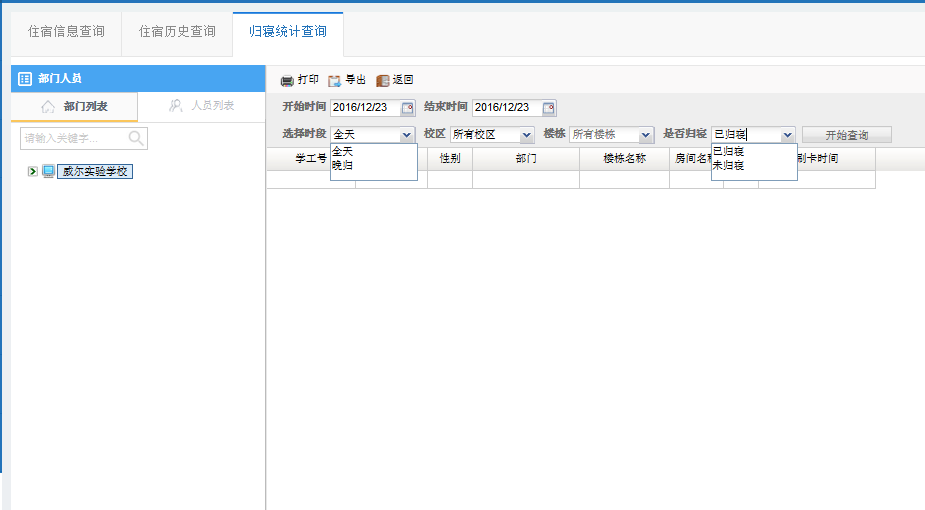 住宿信息查询 住宿历史查询 归寝统计查询
部门人员
部门列表 人员列表
请输入关键字...
威尔实验学校
打印 导出 返回
开始时间 2016/12/23 结束时间 2016/12/23
选择时段 全天 校区 所有校区 楼栋 所有楼栋 是否归寝 已归寝 开始查询
全天
晚归
已归寝
未归寝
学工号 性别 部门 楼栋名称 房间名 刷卡时间